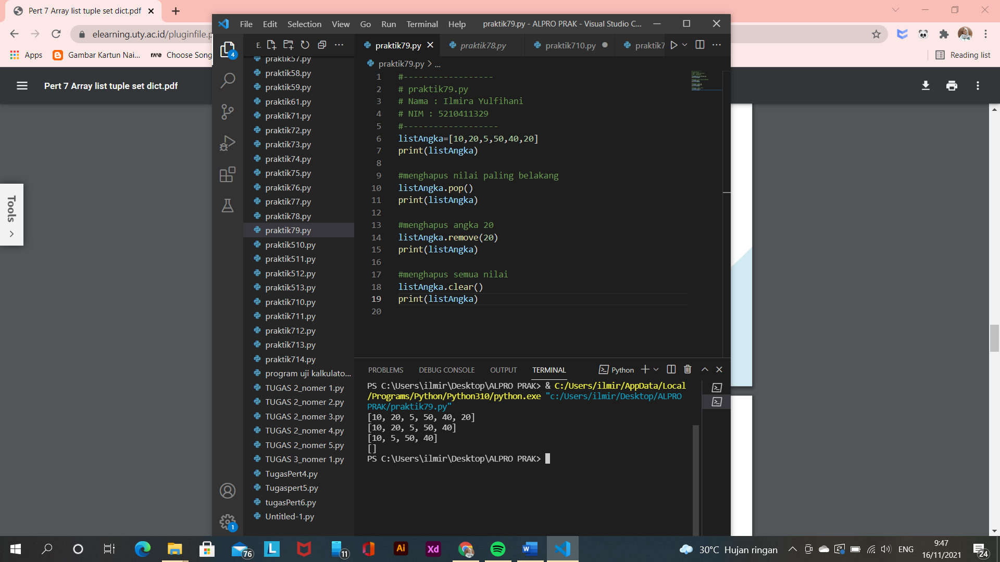 Pert 7 Array list tuple set dict.pdf
elearning.uty.ac.id/pluginfile.p
Apps
Gambar Kartun Nai...
Choose Song
Reading list
Pert 7 Array list tuple set dict.pdf
Tools
File Edit Selection View Go Run Terminal Help
praktik79.py - ALPRO PRAK - Visual Studio C...
E.
4
praktik57.py
praktik58.py
praktik59.py
praktik61.py
praktik71.py
praktik72.py
praktik73.py
praktik74.py
praktik75.py
praktik76.py
praktik77.py
praktik78.py
praktik79.py
praktik510.py
praktik511.py
praktik512.py
praktik513.py
praktik710.py
praktik711.py
praktik712.py
praktik713.py
praktik714.py
program uji kalkulato...
TUGAS 2_nomer 1.py
TUGAS 2_nomer 2.py
TUGAS 2_nomer 3.py
TUGAS 2_nomer 4.py
TUGAS 2_nomer 5.py
TUGAS 3_nomer 1.py
TugasPert4.py
Tugaspert5.py
tugasPert6.py
Untitled-1.py
1
praktik79.py praktik78.py praktik710.py praktik7
praktik79.py > ...
1 #------------------
2 # praktik79.py
3 # Nama : Ilmira Yulfihani
4 # NIM : 5210411329
5 #-------------------
6 listAngka=[10,20,5,50,40,20]
7 print(listAngka)
8
9 #menghapus nilai paling belakang
10 listAngka.pop()
11 print(listAngka)
12
13 #menghapus angka 20
14 listAngka.remove(20)
15 print(listAngka)
16
17 #menghapus semua nilai
18 listAngka.clear()
19 print(listAngka)
20
PROBLEMS DEBUG CONSOLE OUTPUT TERMINAL Python
PS C:\Users\ilmir\Desktop\ALPRO PRAK> & C:/Users/ilmir/AppData/Local
/Programs/Python/Python310/python.exe "c:/Users/ilmir/Desktop/ALPRO
PRAK/praktik79.py"
[10, 20, 5, 50, 40, 20]
[10, 20, 5, 50, 40]
[10, 5, 50, 40]
[]
PS C:\Users\ilmir\Desktop\ALPRO PRAK>
76
L
11
Ai
Xd
W
30°C Hujan ringan
ENG
9:47
16/11/2021
24